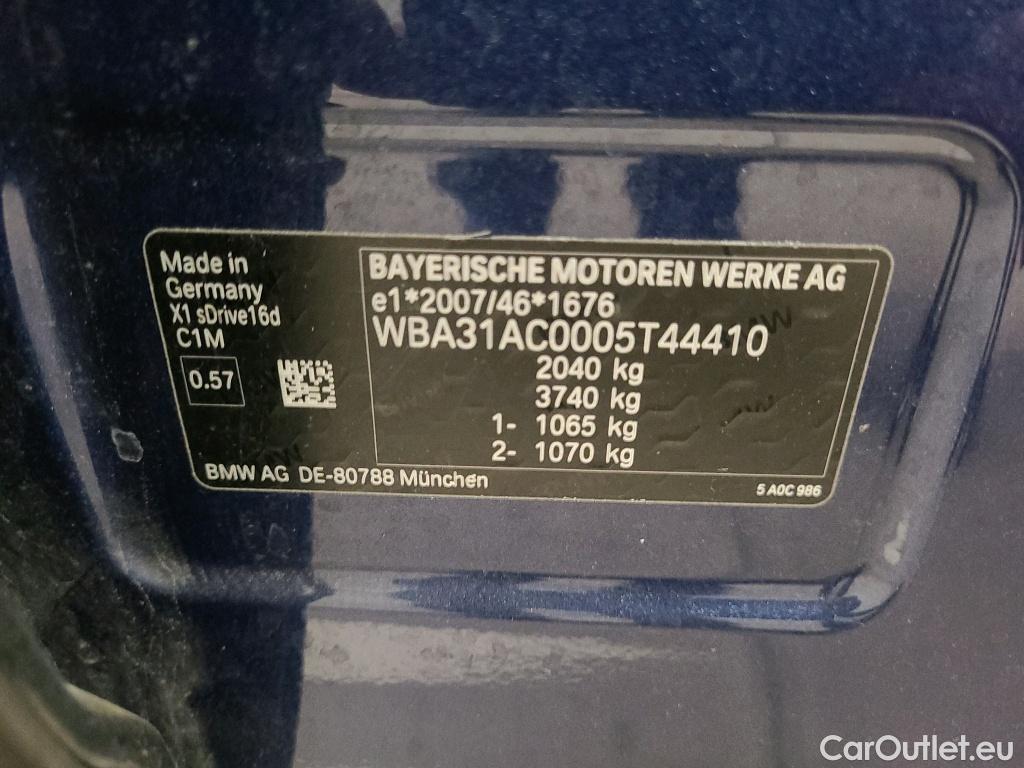 Made in
Germany
X1 sDrive16d
C1M
0.57
BAYERISCHE MOTOREN WERKE AG
e1*2007/46*1676
WBA31AC0005T44410
2040 kg
3740 kg
1- 1065 kg
2- 1070 kg
BMW AG DE-80788 München
5 A0C 986
CarOutlet.eu